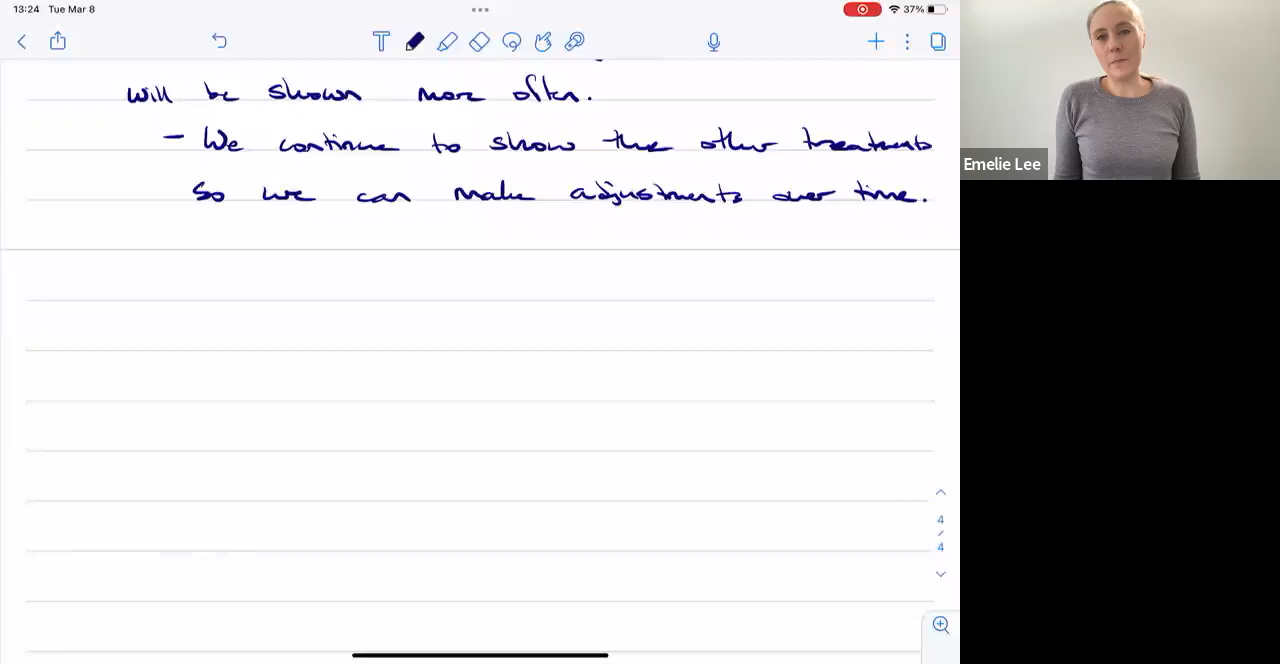 13:24 Tue Mar 8
37%
will be shown more often.
- We continue to show the other treatments
so we can make adjustments over time.
Emelie Lee
4
/
4